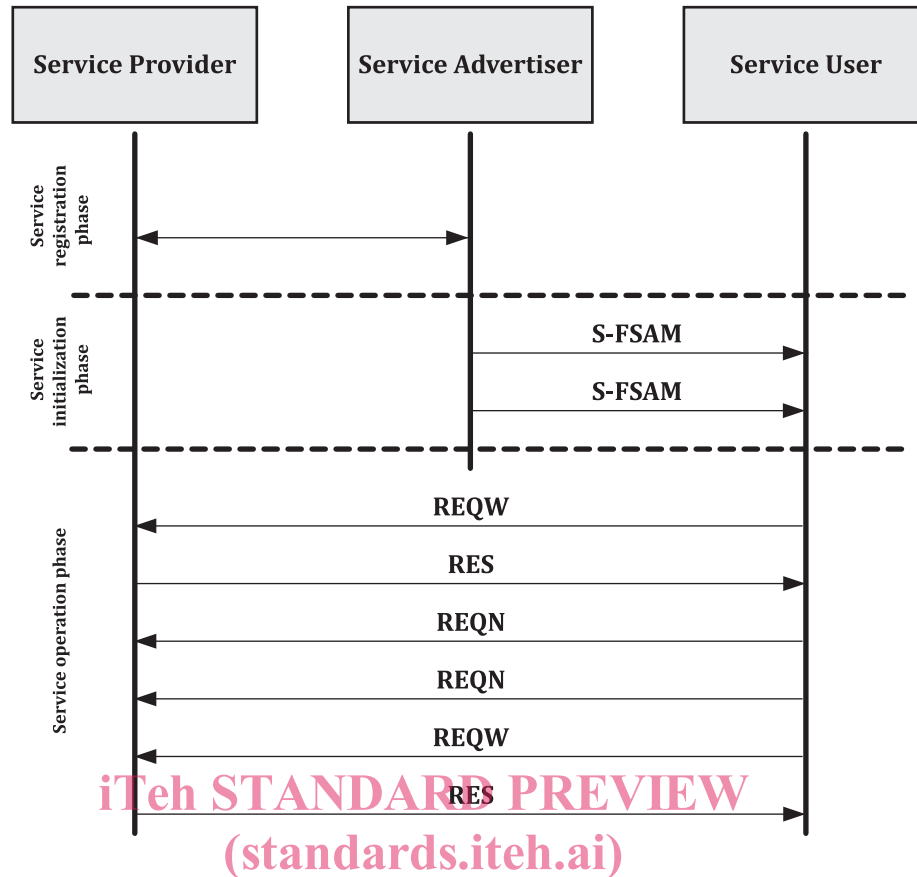 Service Provider
Service Advertiser
Service User
Service
registration
phase
S-FSAM
Service
initialization
phase
S-FSAM
REQW
RES
Service operation phase
REQN
REQN
REQW
iTeh STANDARD PREVIEW
RES
(standards.iteh.ai)